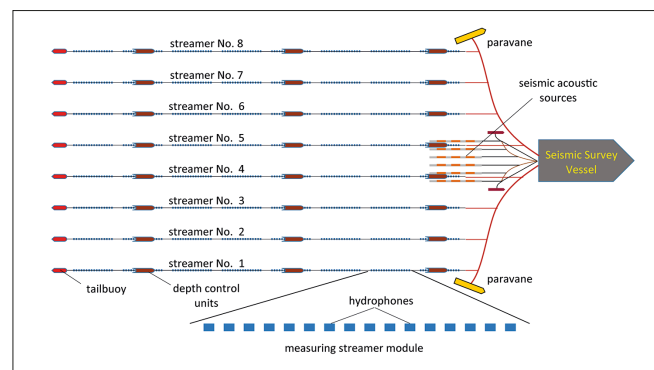 streamer No. 8
paravane
streamer No. 7
seismic acoustic
sources
streamer No. 6
streamer No. 5
Seismic Survey
Vessel
streamer No. 4
streamer No. 3
streamer No. 2
streamer No. 1
paravane
tailbuoy
depth control
units
hydrophones
measuring streamer module